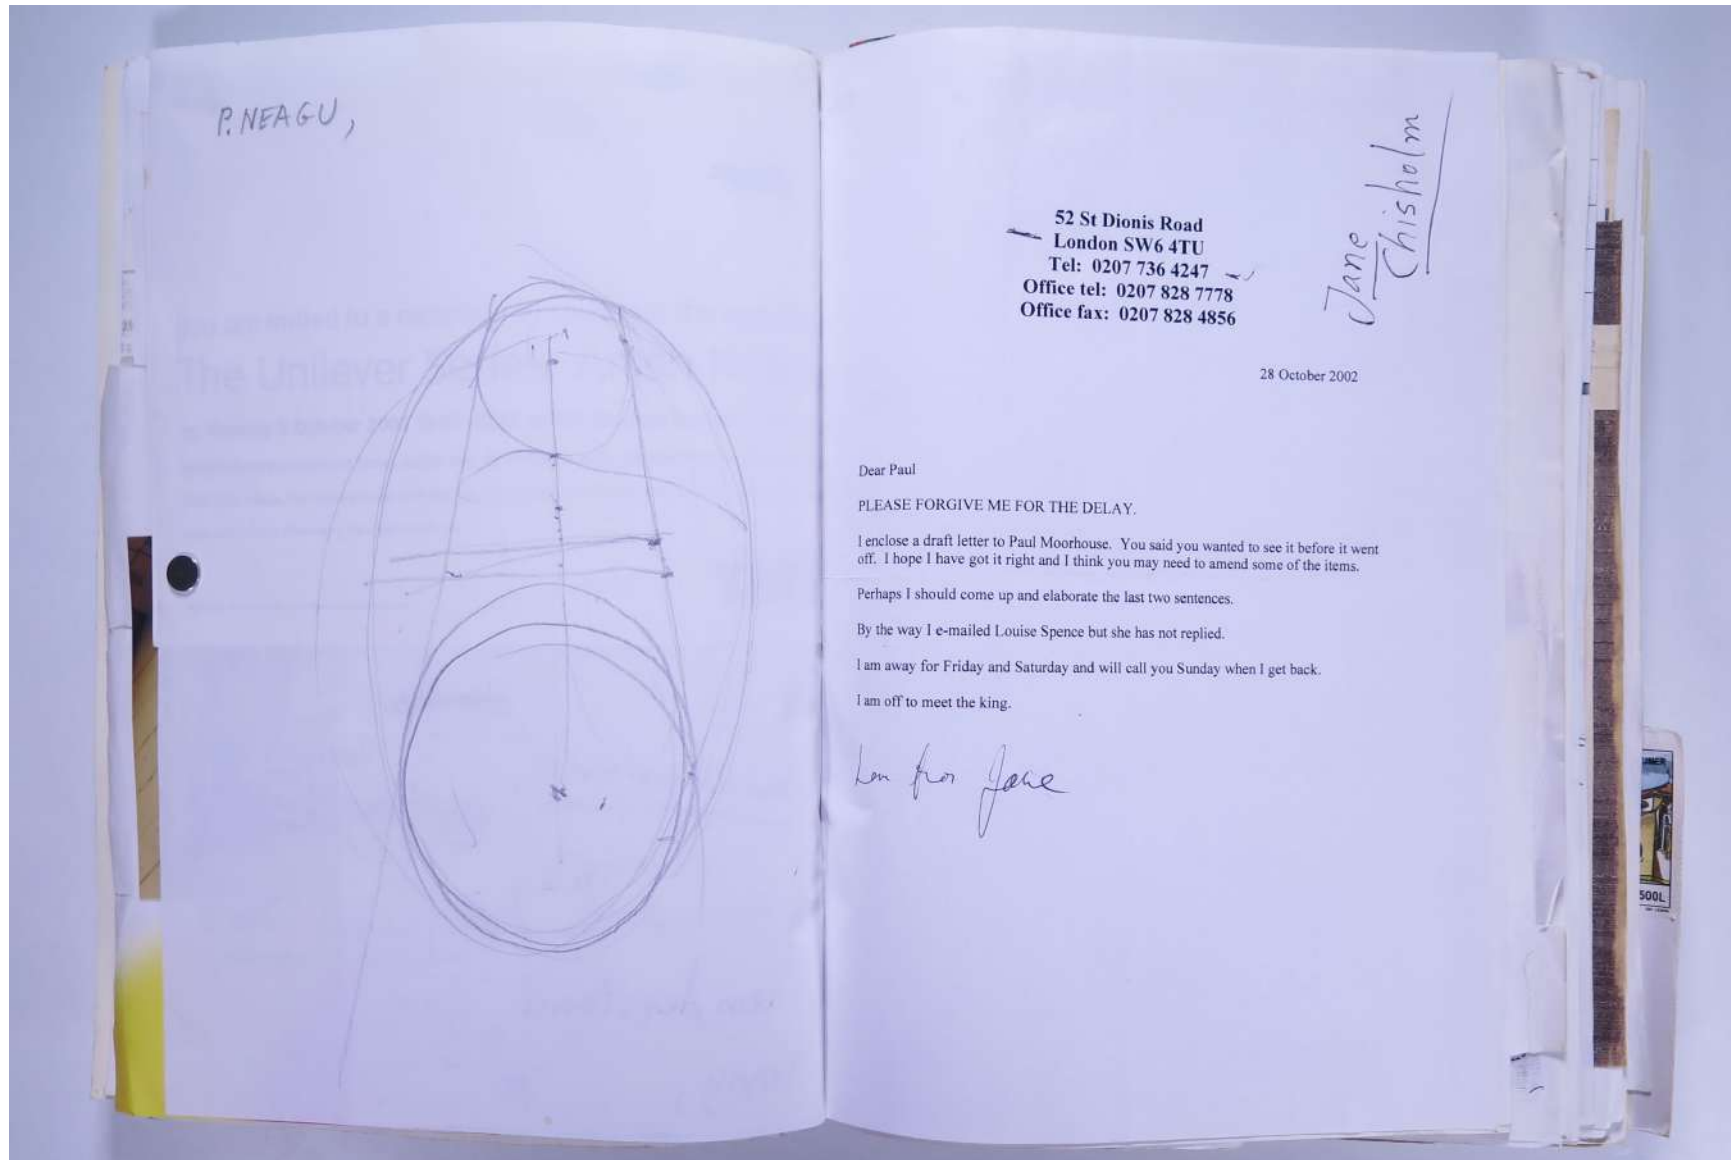 P. NEAGU,
The Unilever
Jane
Chisholm
52 St Dionis Road
London SW6 4TU
Tel: 0207 736 4247
Office tel: 0207 828 7778
Office fax: 0207 828 4856
28 October 2002
Dear Paul
PLEASE FORGIVE ME FOR THE DELAY.
I enclose a draft letter to Paul Moorhouse. You said you wanted to see it before it went
off. I hope I have got it right and I think you may need to amend some of the items.
Perhaps I should come up and elaborate the last two sentences.
By the way I e-mailed Louise Spence but she has not replied.
I am away for Friday and Saturday and will call you Sunday when I get back.
I am off to meet the king.
from Jane
500L